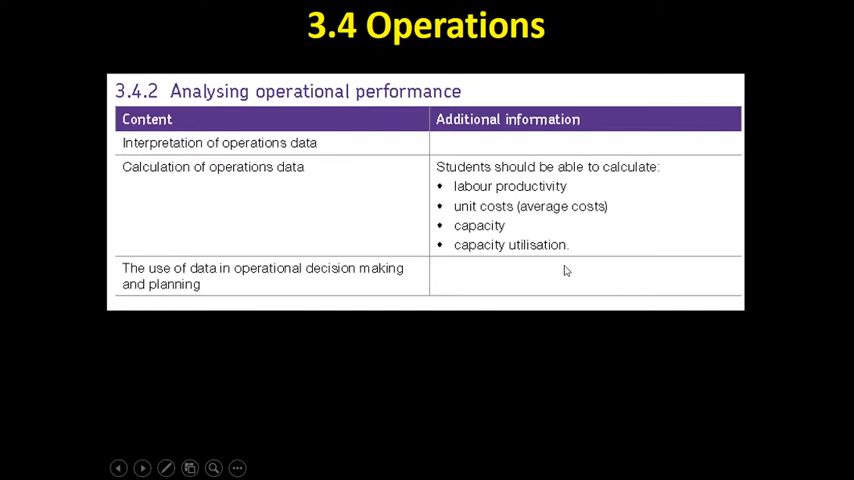 3.4 Operations
3.4.2 Analysing operational performance
Content
Additional information
Interpretation of operations data
Calculation of operations data
Students should be able to calculate:
• labour productivity
• unit costs (average costs)
• capacity
• capacity utilisation.
The use of data in operational decision making
and planning